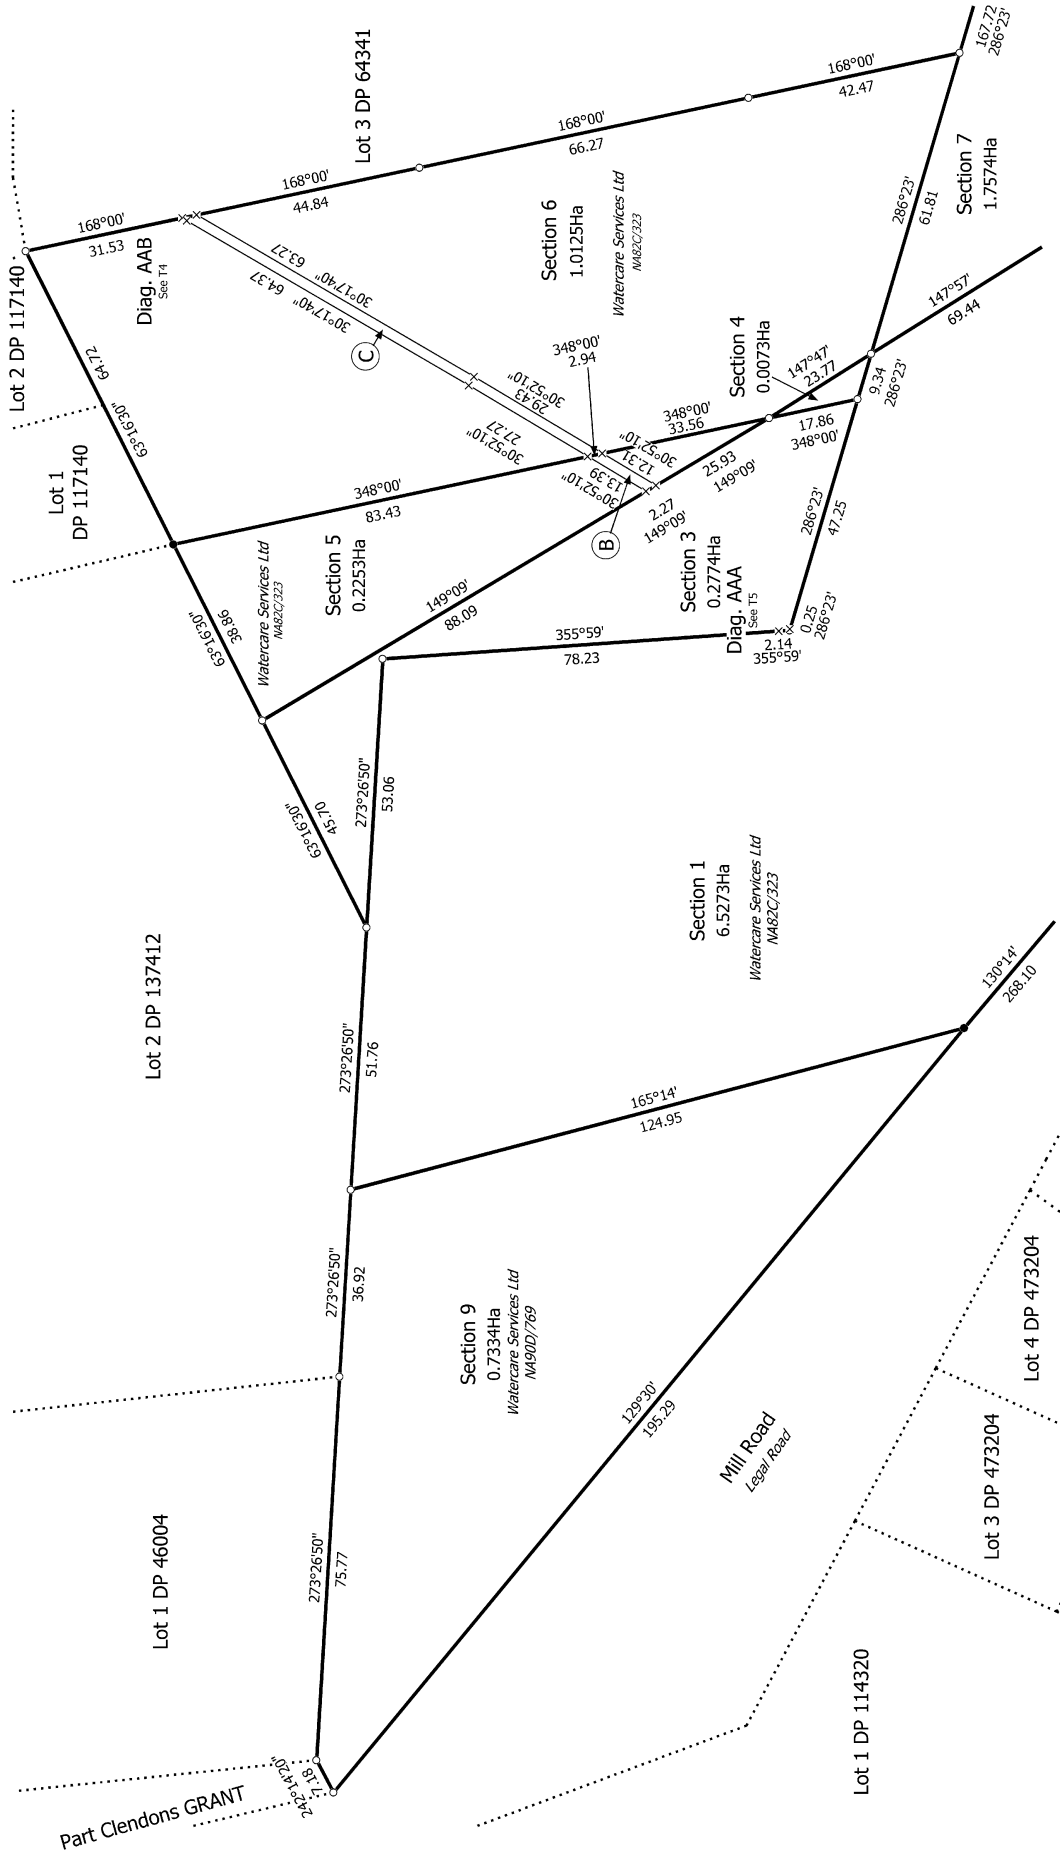 Lot 2 DP 117140
Lot 1
DP 117140
Lot 3 DP 64341
168°00'
31.53
Diag. AAB
See T4
168°00'
44.84
168°00'
66.27
168°00'
42.47
167.72
286°23'
63°16'30"
64.72
63.27
30°17'40"
64.37
30°17'40"
C
Section 6
1.0125Ha
Watercare Services Ltd
NA82C/323
286°23'
61.81
Section 7
1.7574Ha
348°00'
2.94
29.43
30°52'10"
27.27
30°52'10"
348°00'
83.43
348°00'
33.56
Section 4
0.0073Ha
147°47'
23.77
147°57'
69.44
9.34
286°23'
17.86
348°00'
12.31
30°52'10"
13.39
30°52'10"
B
25.93
149°09'
2.27
149°09'
Section 5
0.2253Ha
Watercare Services Ltd
NA82C/323
63°16'30"
38.86
149°09'
88.09
Section 3
0.2774Ha
Diag. AAA
See T5
286°23'
47.25
0.25
286°23'
2.14
355°59'
355°59'
78.23
63°16'30"
45.70
273°26'50"
53.06
Section 1
6.5273Ha
Watercare Services Ltd
NA82C/323
Lot 2 DP 137412
273°26'50"
51.76
165°14'
124.95
130°14'
268.10
273°26'50"
36.92
Section 9
0.7334Ha
Watercare Services Ltd
NA90D/769
129°30'
195.29
Mill Road
Legal Road
Lot 4 DP 473204
Lot 3 DP 473204
Lot 1 DP 114320
Lot 1 DP 46004
273°26'50"
75.77
242°14'20"
7.18
Part Clendons GRANT